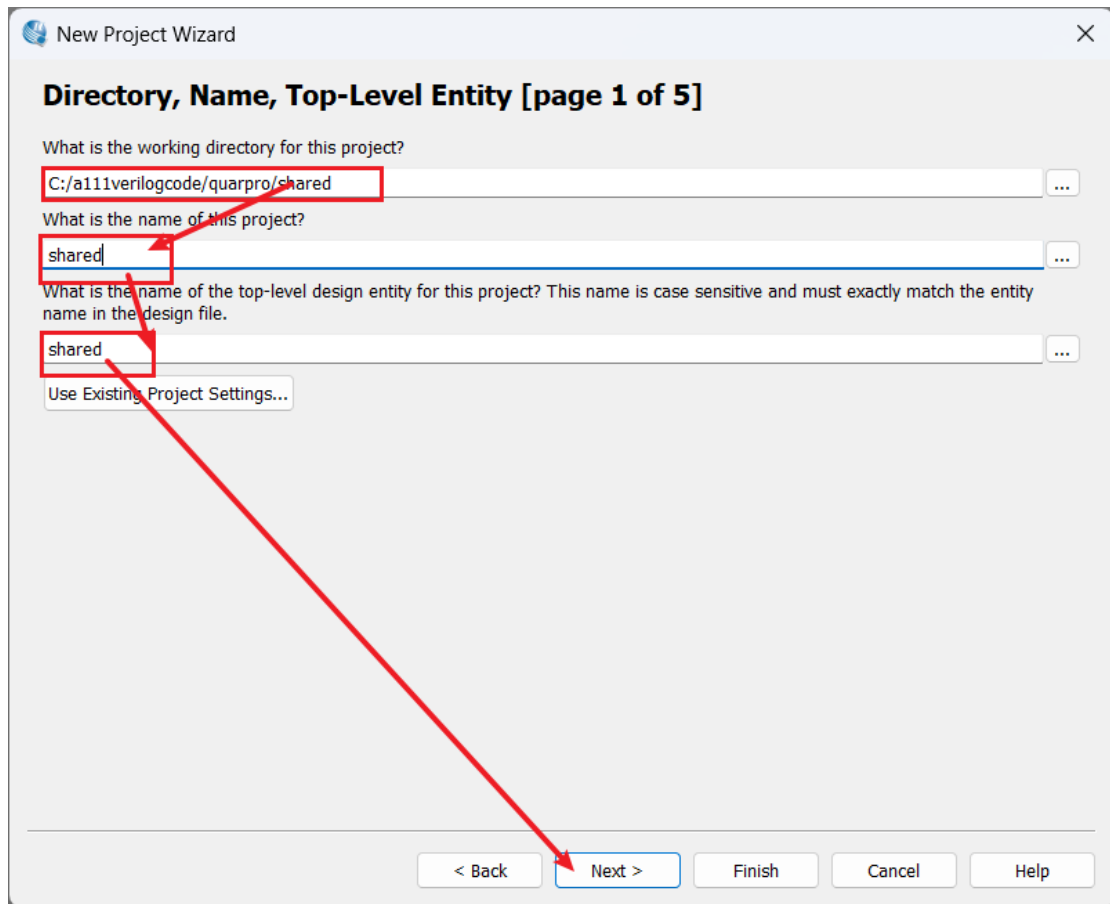 New Project Wizard
Directory, Name, Top-Level Entity [page 1 of 5]
What is the working directory for this project?
C:/a111verilogcode/quarpro/shared
...
What is the name of this project?
shared
...
What is the name of the top-level design entity for this project? This name is case sensitive and must exactly match the entity
name in the design file.
shared
...
Use Existing Project Settings...
< Back
Next >
Finish
Cancel
Help